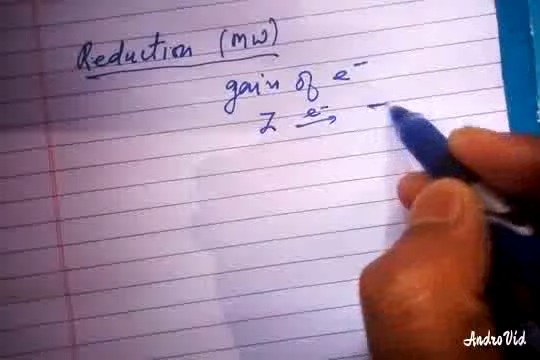 Reduction (MW)
gain of e⁻
Z e⁻→ -
AndroVid